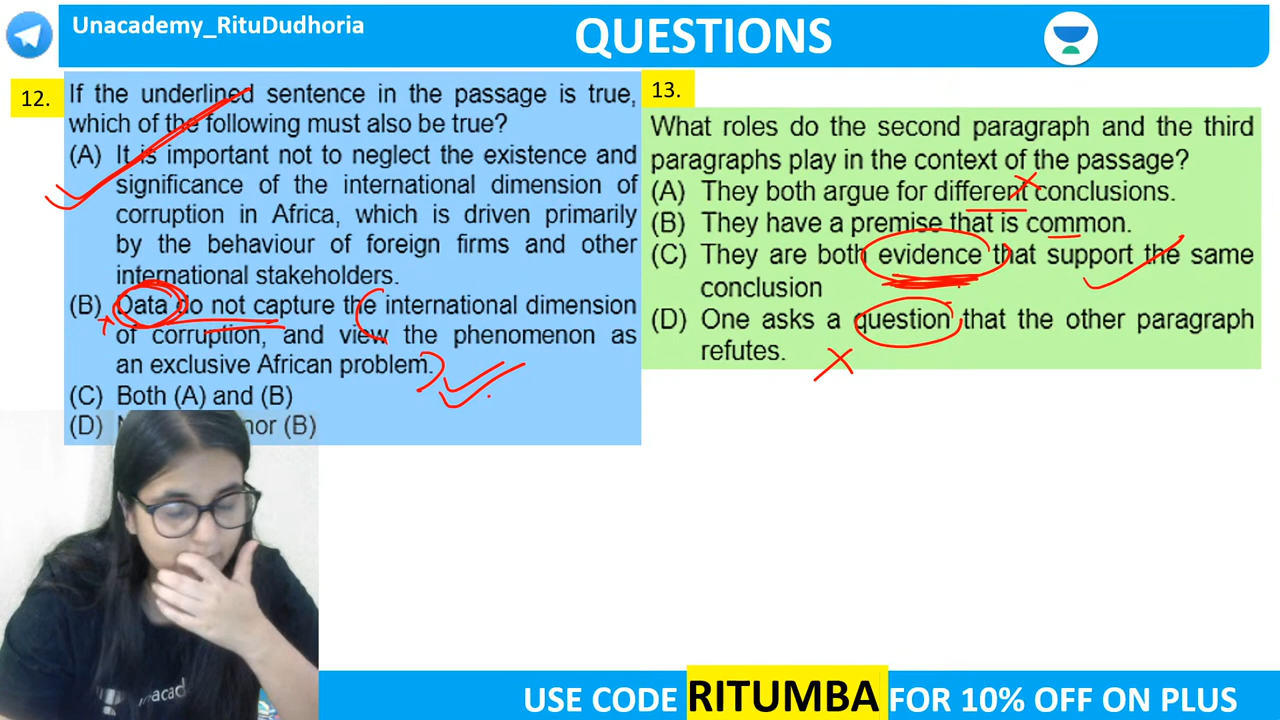 Unacademy_RituDudhoria
QUESTIONS
12.
If the underlined sentence in the passage is true,
which of the following must also be true?
(A) It is important not to neglect the existence and
significance of the international dimension of
corruption in Africa, which is driven primarily
by the behaviour of foreign firms and other
international stakeholders.
(B) Data do not capture the international dimension
of corruption, and view the phenomenon as
an exclusive African problem.
(C) Both (A) and (B)
(D) nor (B)
13.
What roles do the second paragraph and the third
paragraphs play in the context of the passage?
(A) They both argue for different conclusions.
(B) They have a premise that is common.
(C) They are both evidence that support the same
conclusion
(D) One asks a question that the other paragraph
refutes.
USE CODE RITUMBA FOR 10% OFF ON PLUS